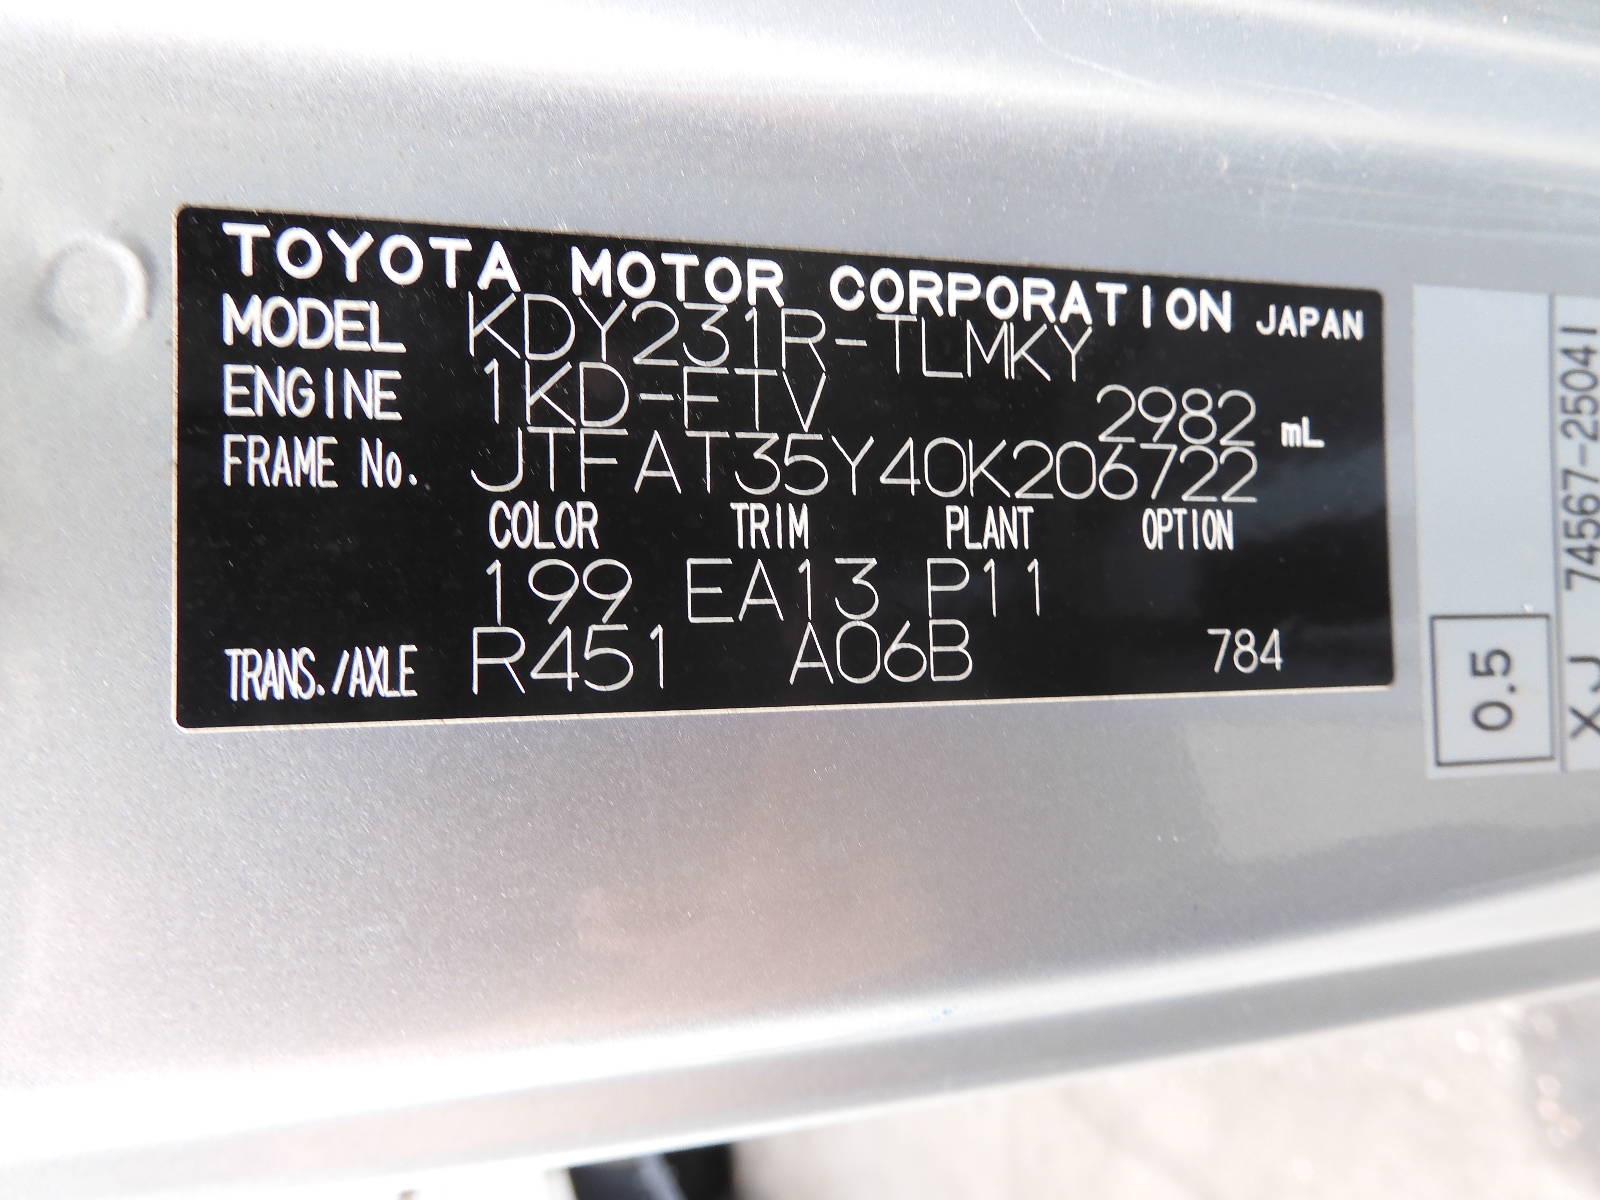 TOYOTA MOTOR CORPORATION JAPAN
MODEL KDY231R-TLMKY
ENGINE 1KD-FTV 2982 mL
FRAME No. JTFAT35Y40K206722
COLOR TRIM PLANT OPTION
199 EA13 P11
TRANS./AXLE R451 A06B 784
0.5
XJ 74567-25041